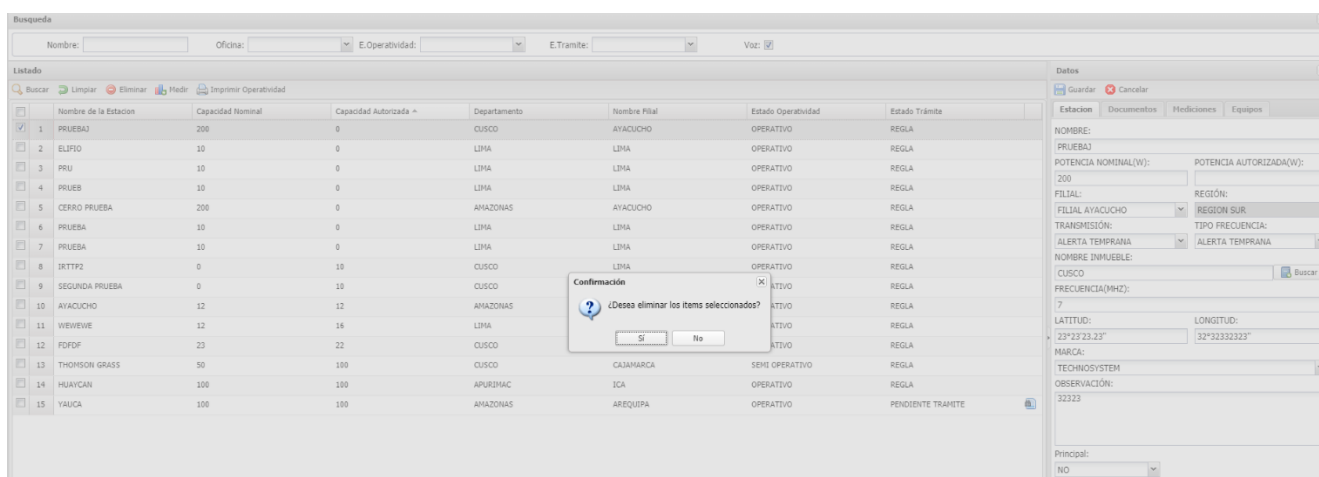 Busqueda
Nombre: Oficina: E.Operatividad: E.Tramite: Voz:
Listado
Buscar Limpiar Eliminar Medir Imprimir Operatividad
Nombre de la Estacion Capacidad Nominal Capacidad Autorizada Departamento Nombre Filial Estado Operatividad Estado Trámite
1 PRUEBAJ 200 0 CUSCO AYACUCHO OPERATIVO REGLA
2 ELIFIO 10 0 LIMA LIMA OPERATIVO REGLA
3 PRU 10 0 LIMA LIMA OPERATIVO REGLA
4 PRUEB 10 0 LIMA LIMA OPERATIVO REGLA
5 CERRO PRUEBA 200 0 AMAZONAS AYACUCHO OPERATIVO REGLA
6 PRUEBA 10 0 LIMA LIMA OPERATIVO REGLA
7 PRUEBA 10 0 LIMA LIMA OPERATIVO REGLA
8 IRTTP2 0 10 CUSCO LIMA OPERATIVO REGLA
9 SEGUNDA PRUEBA 0 10 CUSCO ATIVO REGLA
10 AYACUCHO 12 12 AMAZONAS ATIVO REGLA
11 WEWEWE 12 16 LIMA ATIVO REGLA
12 FDFDF 23 22 CUSCO ATIVO REGLA
13 THOMSON GRASS 50 100 CUSCO CAJAMARCA SEMI OPERATIVO REGLA
14 HUAYCAN 100 100 APURIMAC ICA OPERATIVO REGLA
15 YAUCA 100 100 AMAZONAS AREQUIPA OPERATIVO PENDIENTE TRAMITE
Confirmación
¿Desea eliminar los items seleccionados?
Sí No
Datos
Guardar Cancelar
Estacion Documentos Mediciones Equipos
NOMBRE:
PRUEBAJ
POTENCIA NOMINAL(W): POTENCIA AUTORIZADA(W):
200
FILIAL: REGIÓN:
FILIAL AYACUCHO REGION SUR
TRANSMISIÓN: TIPO FRECUENCIA:
ALERTA TEMPRANA ALERTA TEMPRANA
NOMBRE INMUEBLE:
CUSCO Buscar
FRECUENCIA(MHZ):
7
LATITUD: LONGITUD:
23°23'23.23" 32°32332323"
MARCA:
TECHNOSYSTEM
OBSERVACIÓN:
32323
Principal:
NO